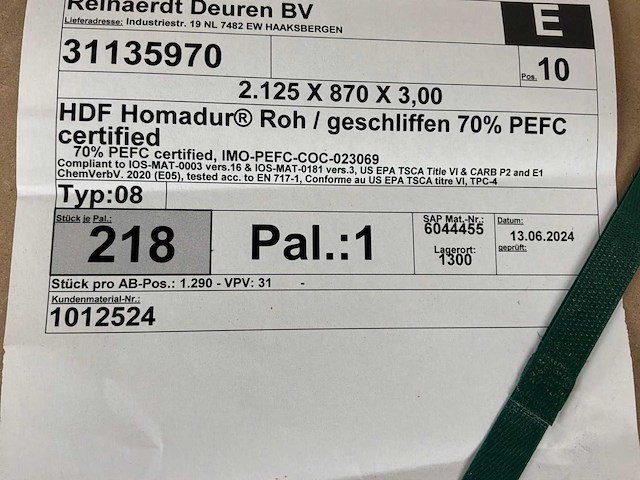 Reinaerdt Deuren BV
Lieferadresse: Industriestr. 19 NL 7482 EW HAAKSBERGEN
E
31135970
Pos. 10
2.125 X 870 X 3,00
HDF Homadur® Roh / geschliffen 70% PEFC
certified
70% PEFC certified, IMO-PEFC-COC-023069
Compliant to IOS-MAT-0003 vers.16 & IOS-MAT-0181 vers.3, US EPA TSCA Title VI & CARB P2 and E1
ChemVerbV. 2020 (E05), tested acc. to EN 717-1, Conforme au US EPA TSCA titre VI, TPC-4
Typ:08
Stück je Pal.:
218
Pal.:1
SAP Mat.-Nr.:
6044455
Lagerort:
1300
Datum:
13.06.2024
geprüft:
Stück pro AB-Pos.: 1.290 - VPV: 31 -
Kundenmaterial-Nr.:
1012524